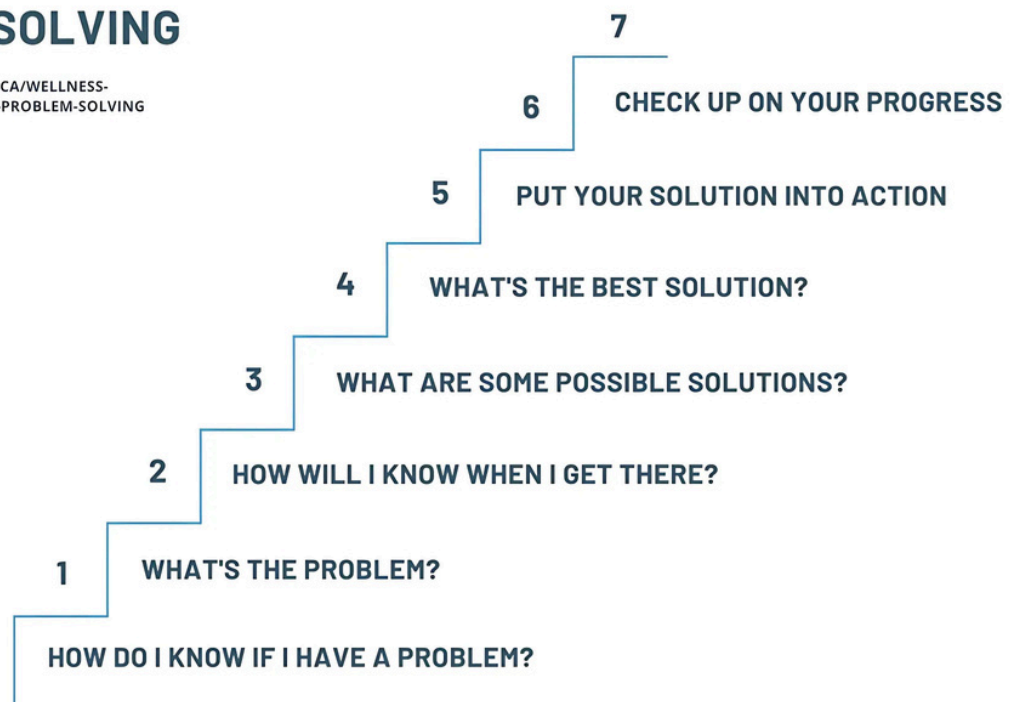 SOLVING
CA/WELLNESS-
PROBLEM-SOLVING
7
CHECK UP ON YOUR PROGRESS
6
PUT YOUR SOLUTION INTO ACTION
5
WHAT'S THE BEST SOLUTION?
4
WHAT ARE SOME POSSIBLE SOLUTIONS?
3
HOW WILL I KNOW WHEN I GET THERE?
2
WHAT'S THE PROBLEM?
1
HOW DO I KNOW IF I HAVE A PROBLEM?